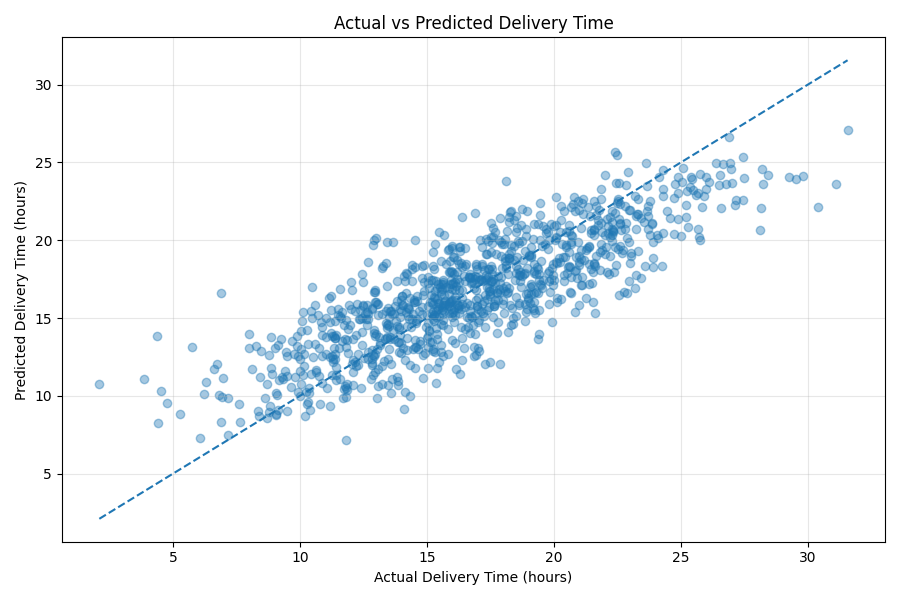 Actual vs Predicted Delivery Time
Predicted Delivery Time (hours)
30
25
20
15
10
5
5 10 15 20 25 30
Actual Delivery Time (hours)